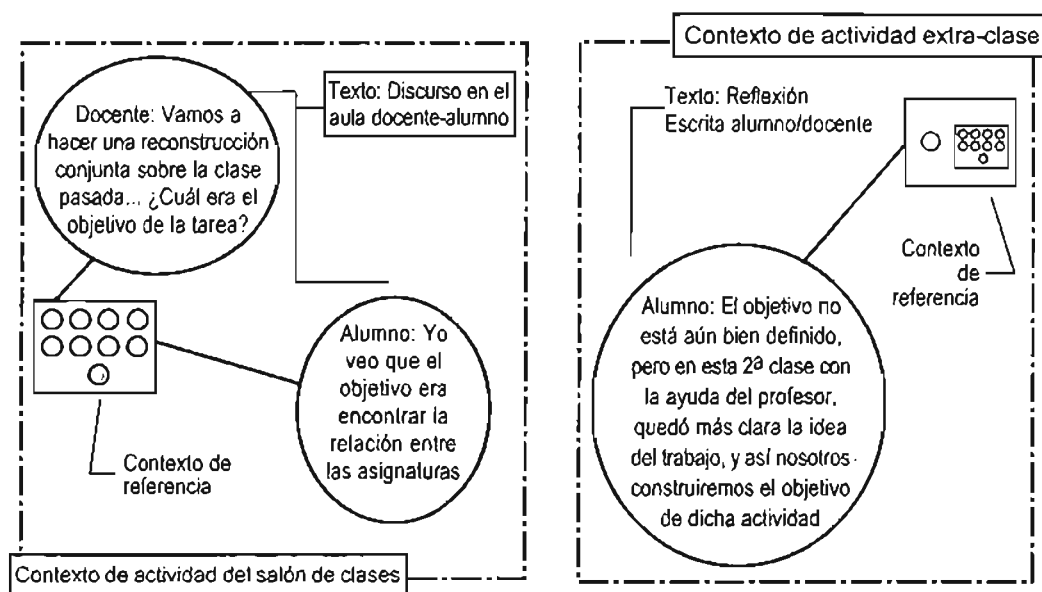 Docente: Vamos a
hacer una reconstrucción
conjunta sobre la clase
pasada... ¿Cuál era el
objetivo de la tarea?
Texto: Discurso en el
aula docente-alumno
Alumno: Yo
veo que el
objetivo era
encontrar la
relación entre
las asignaturas
Contexto de
referencia
Contexto de actividad del salón de clases
Contexto de actividad extra-clase
Texto: Reflexión
Escrita alumno/docente
Contexto
de
referencia
Alumno: El objetivo no
está aún bien definido,
pero en esta 2ª clase con
la ayuda del profesor,
quedó más clara la idea
del trabajo, y así nosotros
construiremos el objetivo
de dicha actividad